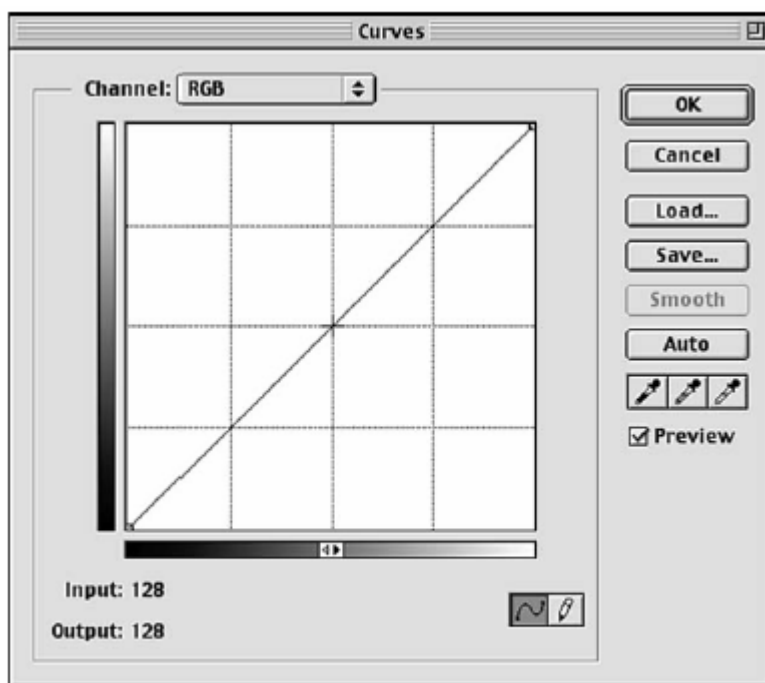 Curves
Channel: RGB
OK
Cancel
Load...
Save...
Smooth
Auto
Preview
Input: 128
Output: 128